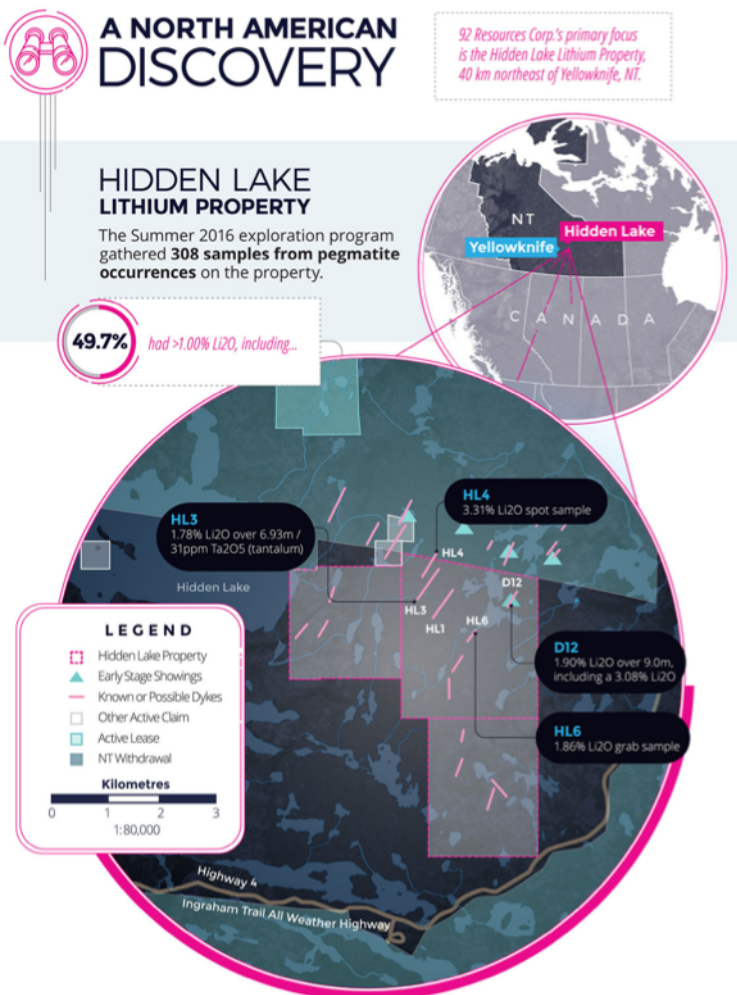 A NORTH AMERICAN
DISCOVERY
92 Resources Corp.'s primary focus
is the Hidden Lake Lithium Property,
40 km northeast of Yellowknife, NT.
HIDDEN LAKE
LITHIUM PROPERTY
The Summer 2016 exploration program
gathered 308 samples from pegmatite
occurrences on the property.
NT
Hidden Lake
Yellowknife
CANADA
49.7%
had >1.00% Li2O, including...
HL3
1.78% Li2O over 6.93m /
31ppm Ta2O5 (tantalum)
HL4
3.31% Li2O spot sample
Hidden Lake
HL4
HL3
HL1
HL6
D12
D12
1.90% Li2O over 9.0m,
including a 3.08% Li2O
HL6
1.86% Li2O grab sample
LEGEND
Hidden Lake Property
Early Stage Showings
Known or Possible Dykes
Other Active Claim
Active Lease
NT Withdrawal
Kilometres
0 1 2 3
1:80,000
Highway 4
Ingraham Trail All Weather Highway